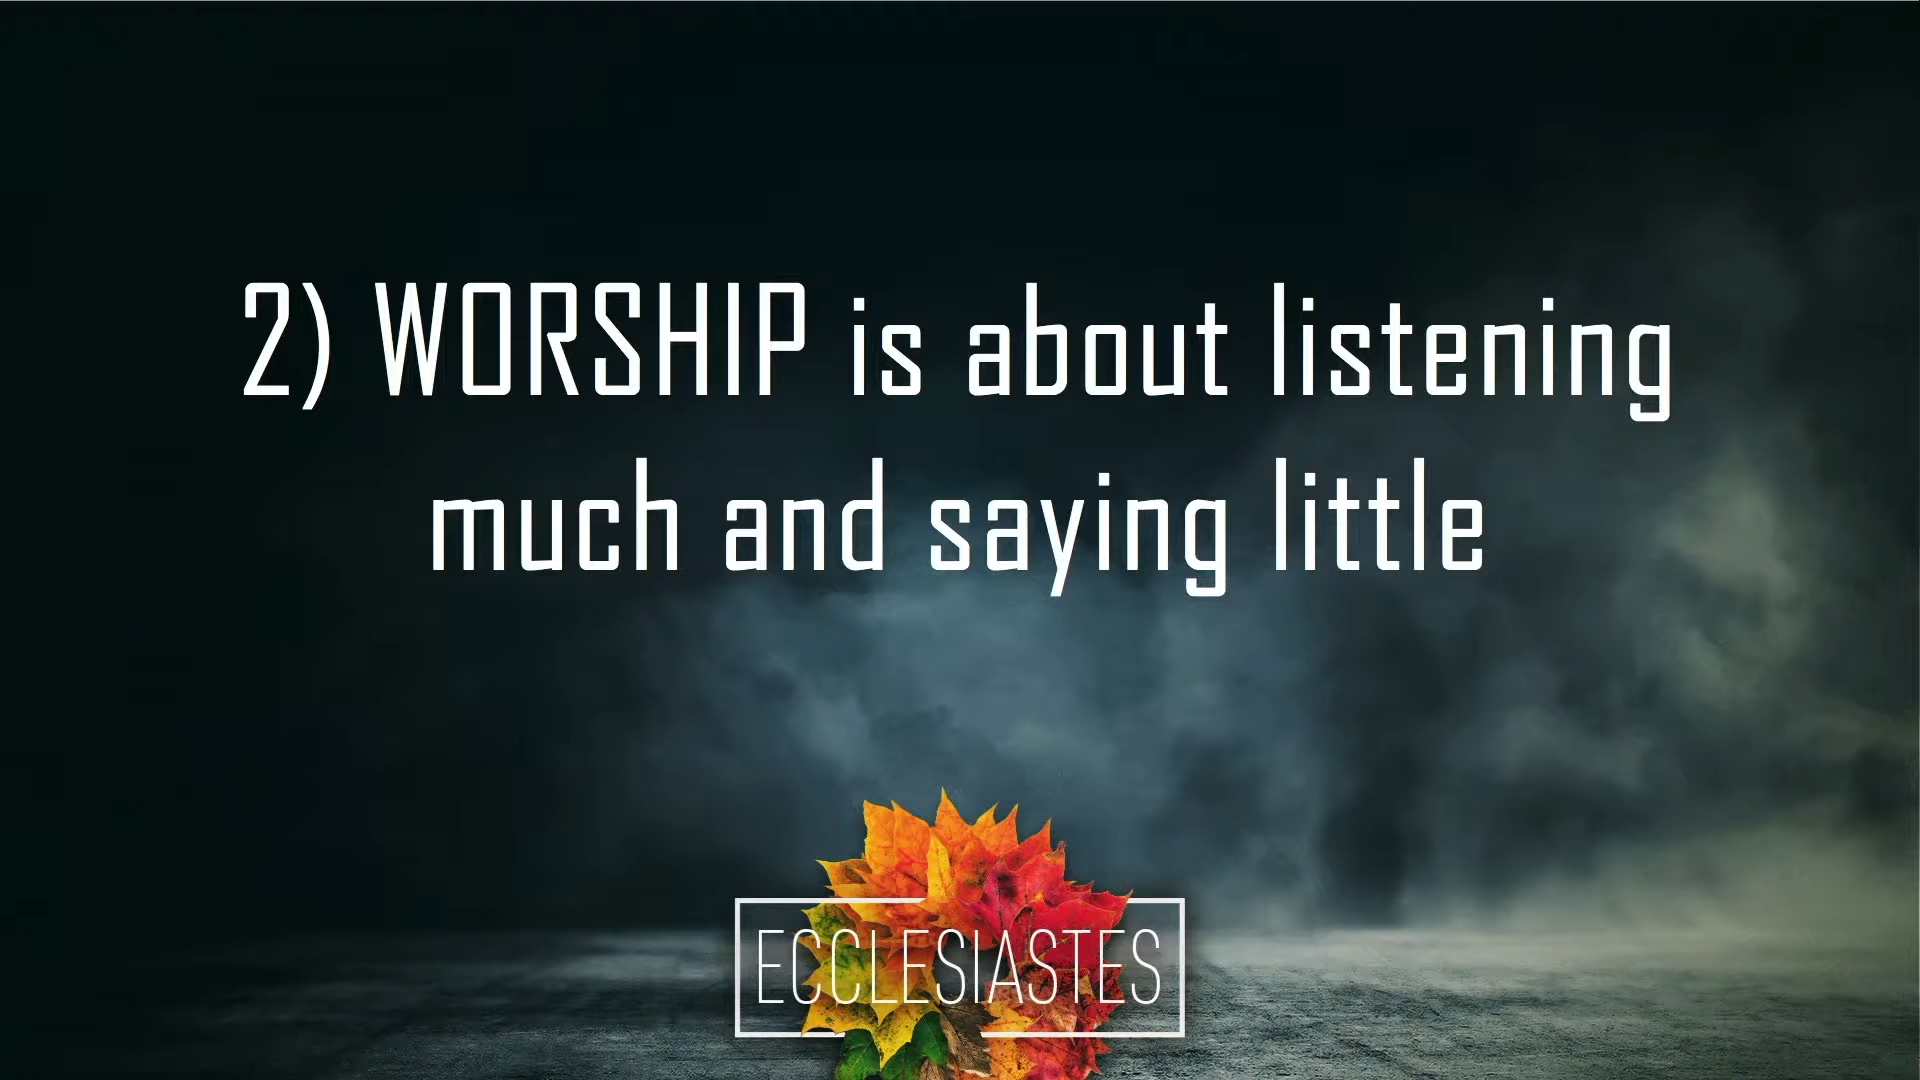 2) WORSHIP is about listening
much and saying little
ECCLESIASTES